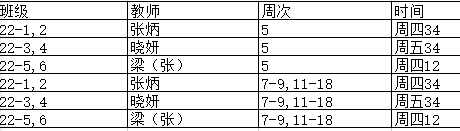 班级 教师 周次 时间
22-1,2 张炳 5 周四34
22-3,4 晓妍 5 周五34
22-5,6 梁（张） 5 周四12
22-1,2 张炳 7-9,11-18 周四34
22-3,4 晓妍 7-9,11-18 周五34
22-5,6 梁（张） 7-9,11-18 周四12